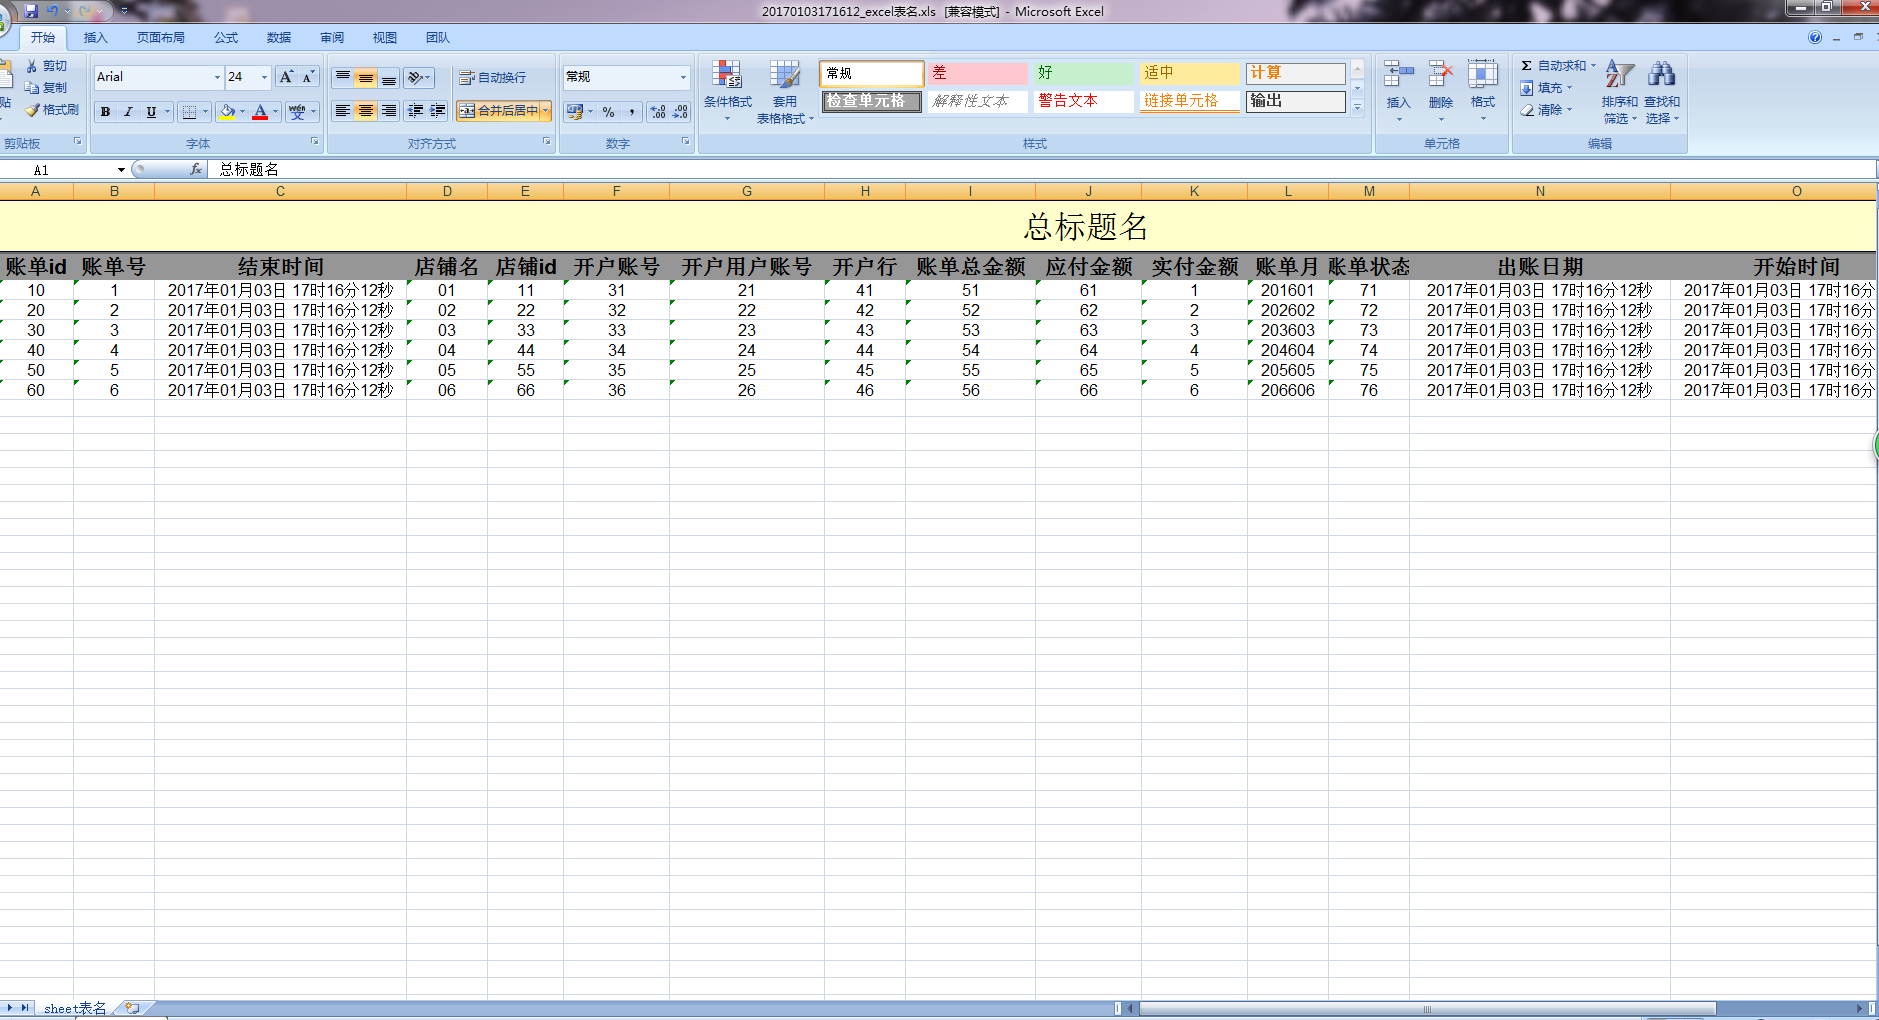 20170103171612_excel表名.xls [兼容模式] - Microsoft Excel
开始 插入 页面布局 公式 数据 审阅 视图 团队
剪切
复制
格式刷
剪贴板
Arial 24
B I U
字体
自动换行
合并后居中
对齐方式
常规
% ,
数字
条件格式
套用
表格格式
常规 差 好 适中 计算
检查单元格 解释性文本 警告文本 链接单元格 输出
样式
插入 删除 格式
单元格
Σ 自动求和
填充
清除
排序和
筛选
查找和
选择
编辑
A1 fx 总标题名
A B C D E F G H I J K L M N O
总标题名
账单id 账单号 结束时间 店铺名 店铺id 开户账号 开户用户账号 开户行 账单总金额 应付金额 实付金额 账单月 账单状态 出账日期 开始时间
10 1 2017年01月03日 17时16分12秒 01 11 31 21 41 51 61 1 201601 71 2017年01月03日 17时16分12秒 2017年01月03日 17时16分
20 2 2017年01月03日 17时16分12秒 02 22 32 22 42 52 62 2 202602 72 2017年01月03日 17时16分12秒 2017年01月03日 17时16分
30 3 2017年01月03日 17时16分12秒 03 33 33 23 43 53 63 3 203603 73 2017年01月03日 17时16分12秒 2017年01月03日 17时16分
40 4 2017年01月03日 17时16分12秒 04 44 34 24 44 54 64 4 204604 74 2017年01月03日 17时16分12秒 2017年01月03日 17时16分
50 5 2017年01月03日 17时16分12秒 05 55 35 25 45 55 65 5 205605 75 2017年01月03日 17时16分12秒 2017年01月03日 17时16分
60 6 2017年01月03日 17时16分12秒 06 66 36 26 46 56 66 6 206606 76 2017年01月03日 17时16分12秒 2017年01月03日 17时16分
sheet表名